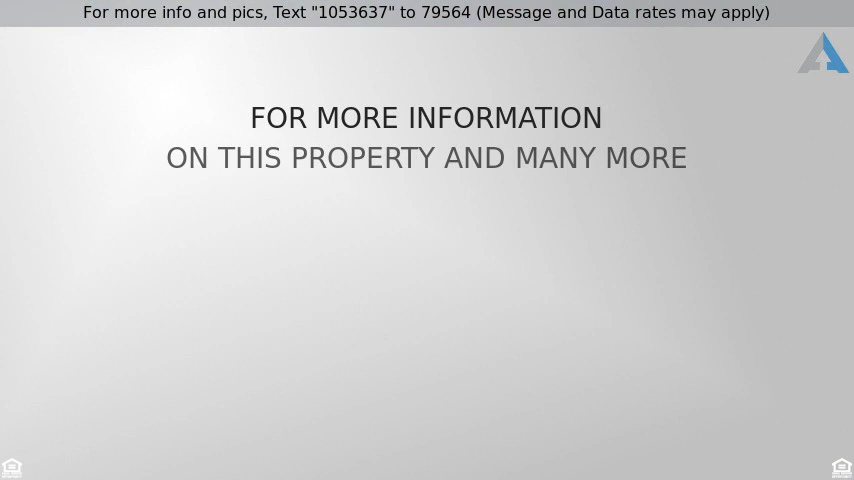 For more info and pics, Text "1053637" to 79564 (Message and Data rates may apply)
FOR MORE INFORMATION
ON THIS PROPERTY AND MANY MORE